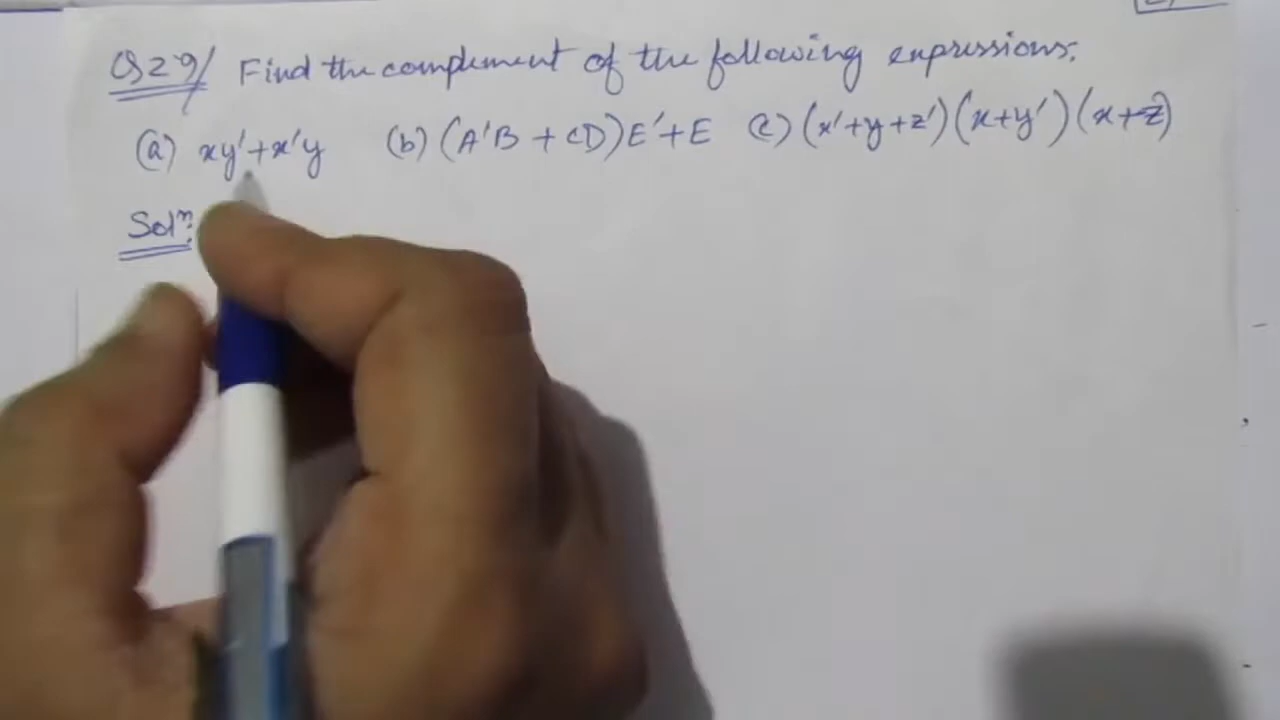 Q29/ Find the complement of the following expressions:
(a) xy'+x'y (b) (A'B + CD)E'+E (c) (x'+y+z')(x+y')(x+z)
Solⁿ: